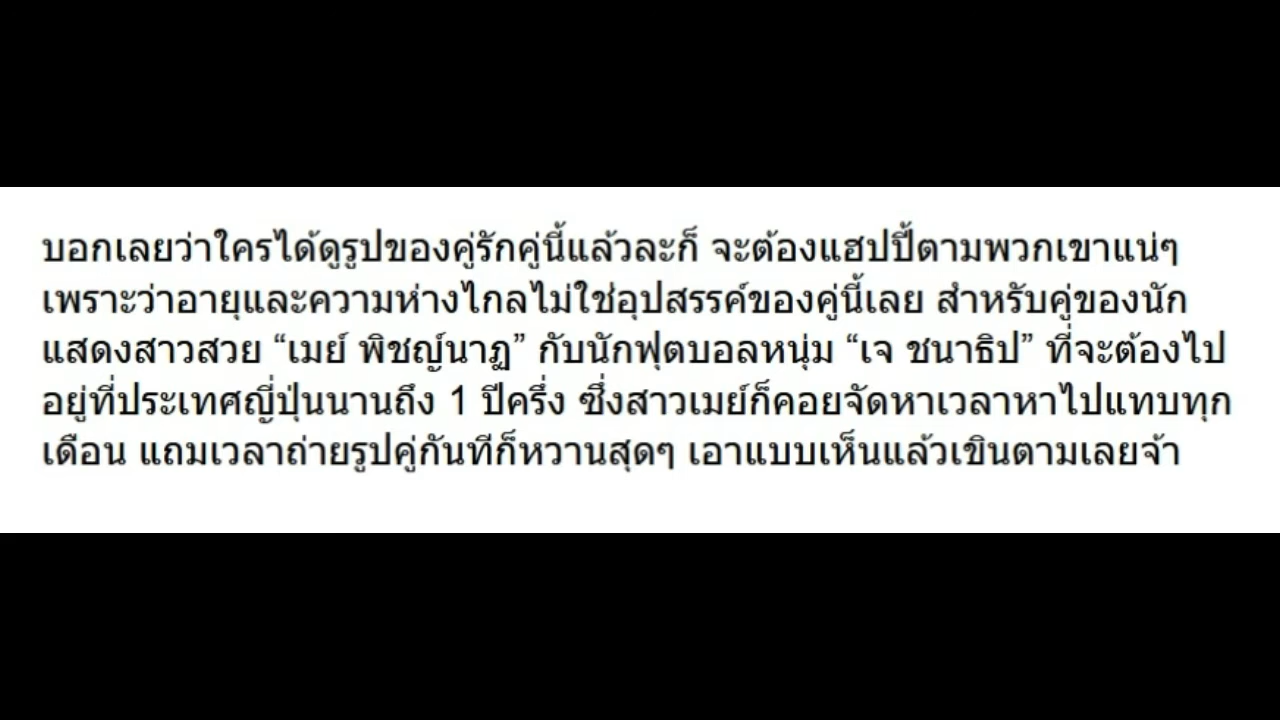 บอกเลยว่าใครได้ดูรูปของคู่รักคู่นี้แล้วละก็ จะต้องแฮปปี้ตามพวกเขาแน่ๆ
เพราะว่าอายุและความห่างไกลไม่ใช่อุปสรรค์ของคู่นี้เลย สำหรับคู่ของนัก
แสดงสาวสวย “เมย์ พิชญ์นาฏ” กับนักฟุตบอลหนุ่ม “เจ ชนาธิป” ที่จะต้องไป
อยู่ที่ประเทศญี่ปุ่นนานถึง 1 ปีครึ่ง ซึ่งสาวเมย์ก็คอยจัดหาเวลาหาไปแทบทุก
เดือน แถมเวลาถ่ายรูปคู่กันทีก็หวานสุดๆ เอาแบบเห็นแล้วเขินตามเลยจ้า